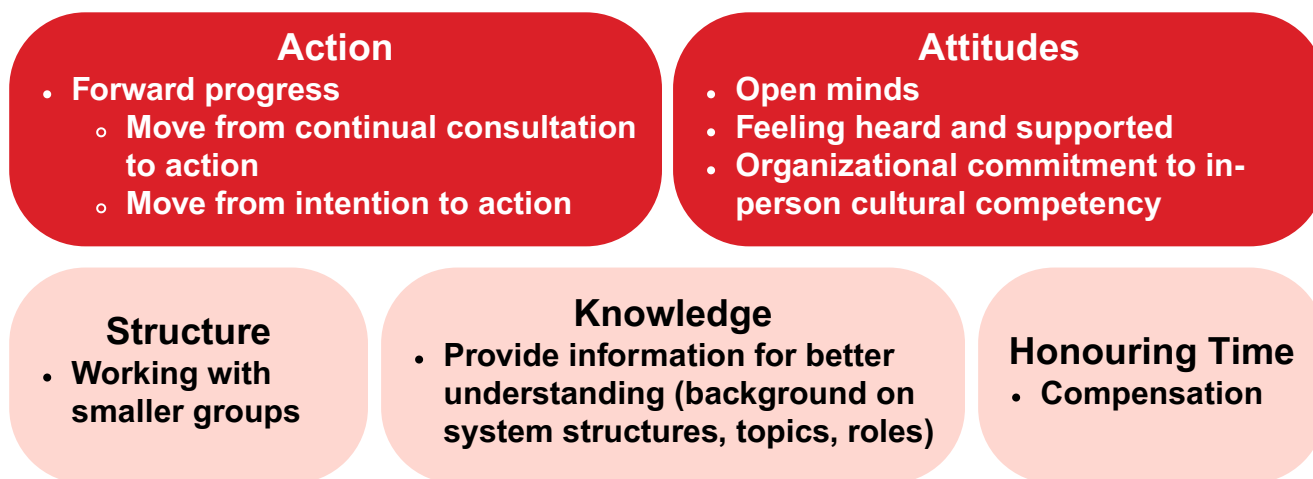 Action
• Forward progress
◦ Move from continual consultation
to action
◦ Move from intention to action
Attitudes
• Open minds
• Feeling heard and supported
• Organizational commitment to in-
person cultural competency
Structure
• Working with
smaller groups
Knowledge
• Provide information for better
understanding (background on
system structures, topics, roles)
Honouring Time
• Compensation